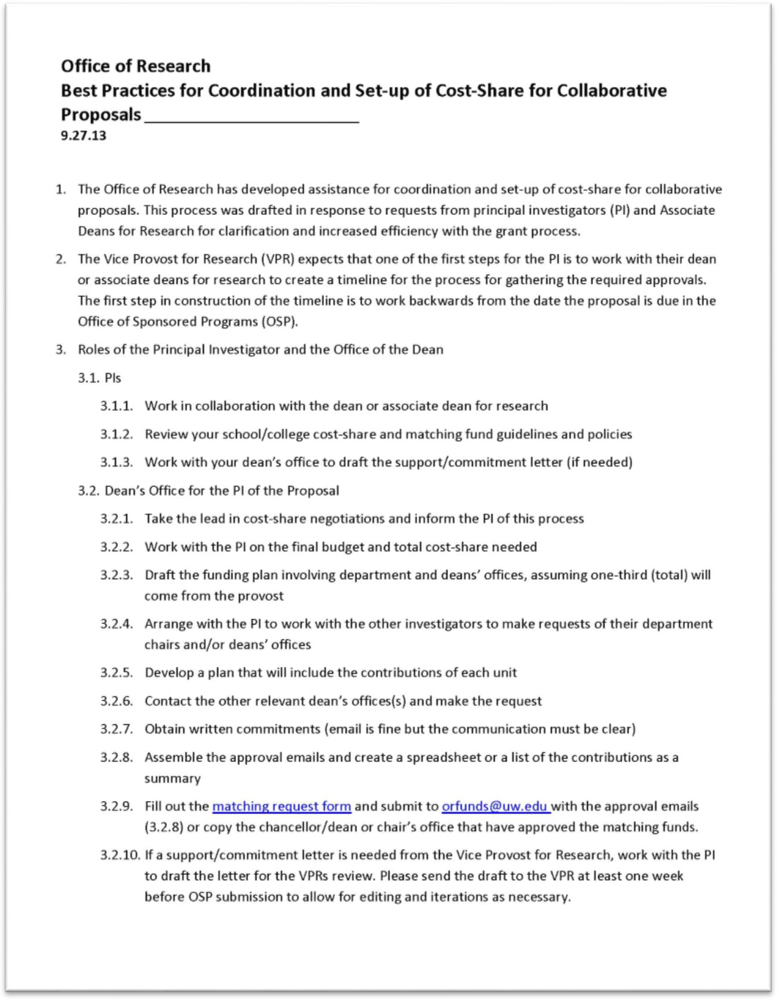 Office of Research
Best Practices for Coordination and Set-up of Cost-Share for Collaborative
Proposals
9.27.13
1. The Office of Research has developed assistance for coordination and set-up of cost-share for collaborative
proposals. This process was drafted in response to requests from principal investigators (PI) and Associate
Deans for Research for clarification and increased efficiency with the grant process.
2. The Vice Provost for Research (VPR) expects that one of the first steps for the PI is to work with their dean
or associate deans for research to create a timeline for the process for gathering the required approvals.
The first step in construction of the timeline is to work backwards from the date the proposal is due in the
Office of Sponsored Programs (OSP).
3. Roles of the Principal Investigator and the Office of the Dean
3.1. PIs
3.1.1. Work in collaboration with the dean or associate dean for research
3.1.2. Review your school/college cost-share and matching fund guidelines and policies
3.1.3. Work with your dean's office to draft the support/commitment letter (if needed)
3.2. Dean's Office for the PI of the Proposal
3.2.1. Take the lead in cost-share negotiations and inform the PI of this process
3.2.2. Work with the PI on the final budget and total cost-share needed
3.2.3. Draft the funding plan involving department and deans' offices, assuming one-third (total) will
come from the provost
3.2.4. Arrange with the PI to work with the other investigators to make requests of their department
chairs and/or deans' offices
3.2.5. Develop a plan that will include the contributions of each unit
3.2.6. Contact the other relevant dean's offices(s) and make the request
3.2.7. Obtain written commitments (email is fine but the communication must be clear)
3.2.8. Assemble the approval emails and create a spreadsheet or a list of the contributions as a
summary
3.2.9. Fill out the matching request form and submit to orfunds@uw.edu with the approval emails
(3.2.8) or copy the chancellor/dean or chair's office that have approved the matching funds.
3.2.10. If a support/commitment letter is needed from the Vice Provost for Research, work with the PI
to draft the letter for the VPRs review. Please send the draft to the VPR at least one week
before OSP submission to allow for editing and iterations as necessary.